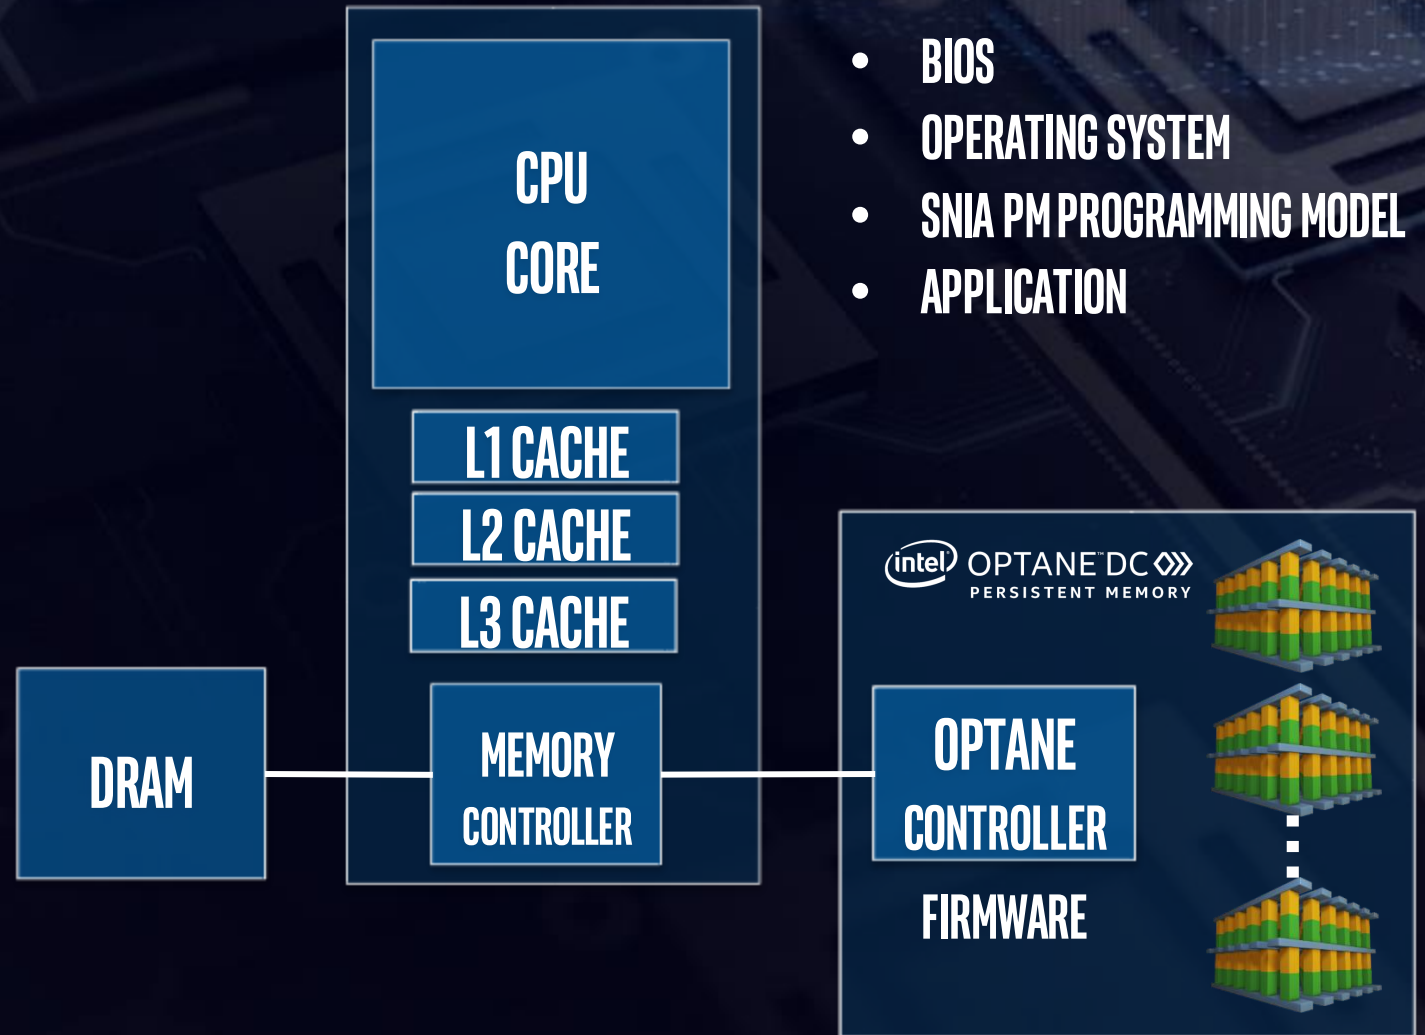 CPU
CORE
L1 CACHE
L2 CACHE
L3 CACHE
MEMORY
CONTROLLER
DRAM
• BIOS
• OPERATING SYSTEM
• SNIA PM PROGRAMMING MODEL
• APPLICATION
intel OPTANE™ DC
PERSISTENT MEMORY
OPTANE
CONTROLLER
FIRMWARE